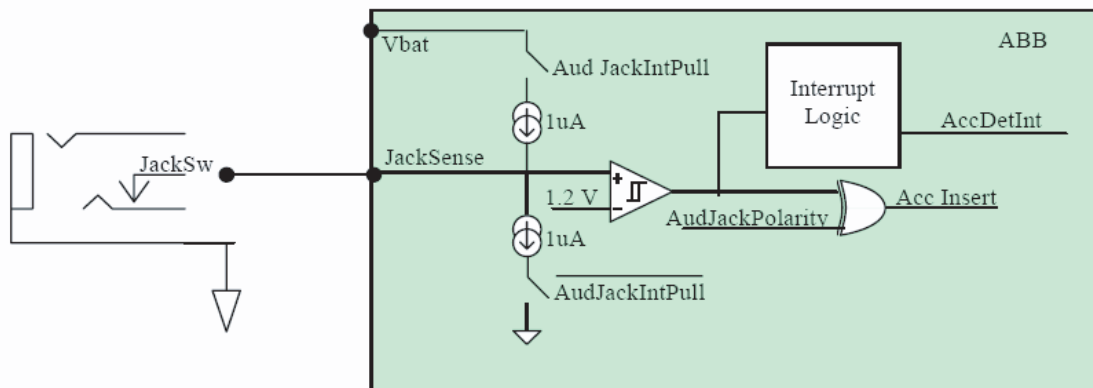 ABB
Vbat
Aud JackIntPull
Interrupt
Logic
1uA
AccDetInt
JackSw
JackSense
1.2 V
+
-
Acc Insert
AudJackPolarity
1uA
AudJackIntPull